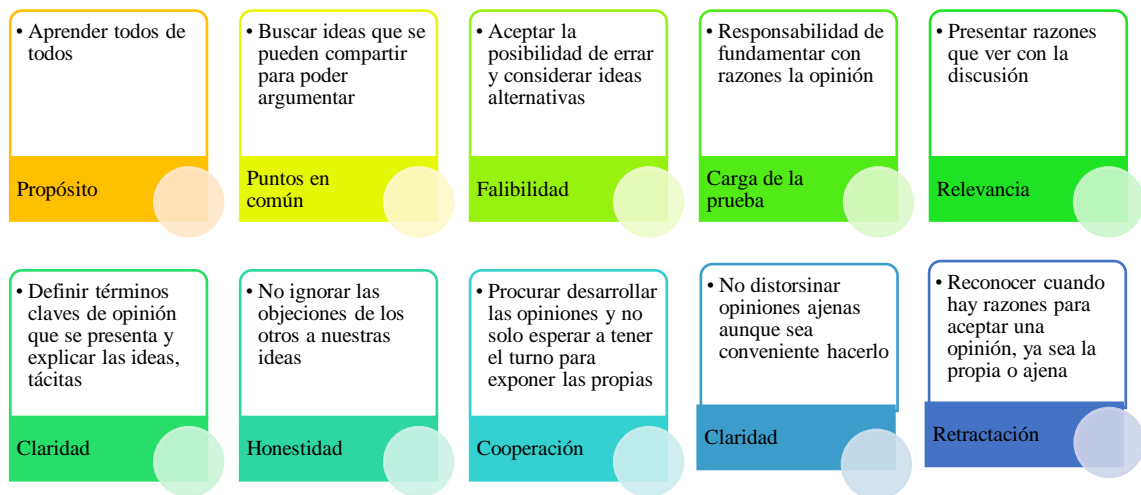 • Aprender todos de
todos
Propósito
• Buscar ideas que se
pueden compartir
para poder
argumentar
Puntos en
común
• Aceptar la
posibilidad de errar
y considerar ideas
alternativas
Falibilidad
• Responsabilidad de
fundamentar con
razones la opinión
Carga de la
prueba
• Presentar razones
que ver con la
discusión
Relevancia
• Definir términos
claves de opinión
que se presenta y
explicar las ideas,
tácitas
Claridad
• No ignorar las
objeciones de los
otros a nuestras
ideas
Honestidad
• Procurar desarrollar
las opiniones y no
solo esperar a tener
el turno para
exponer las propias
Cooperación
• No distorsinar
opiniones ajenas
aunque sea
conveniente hacerlo
Claridad
• Reconocer cuando
hay razones para
aceptar una
opinión, ya sea la
propia o ajena
Retractación